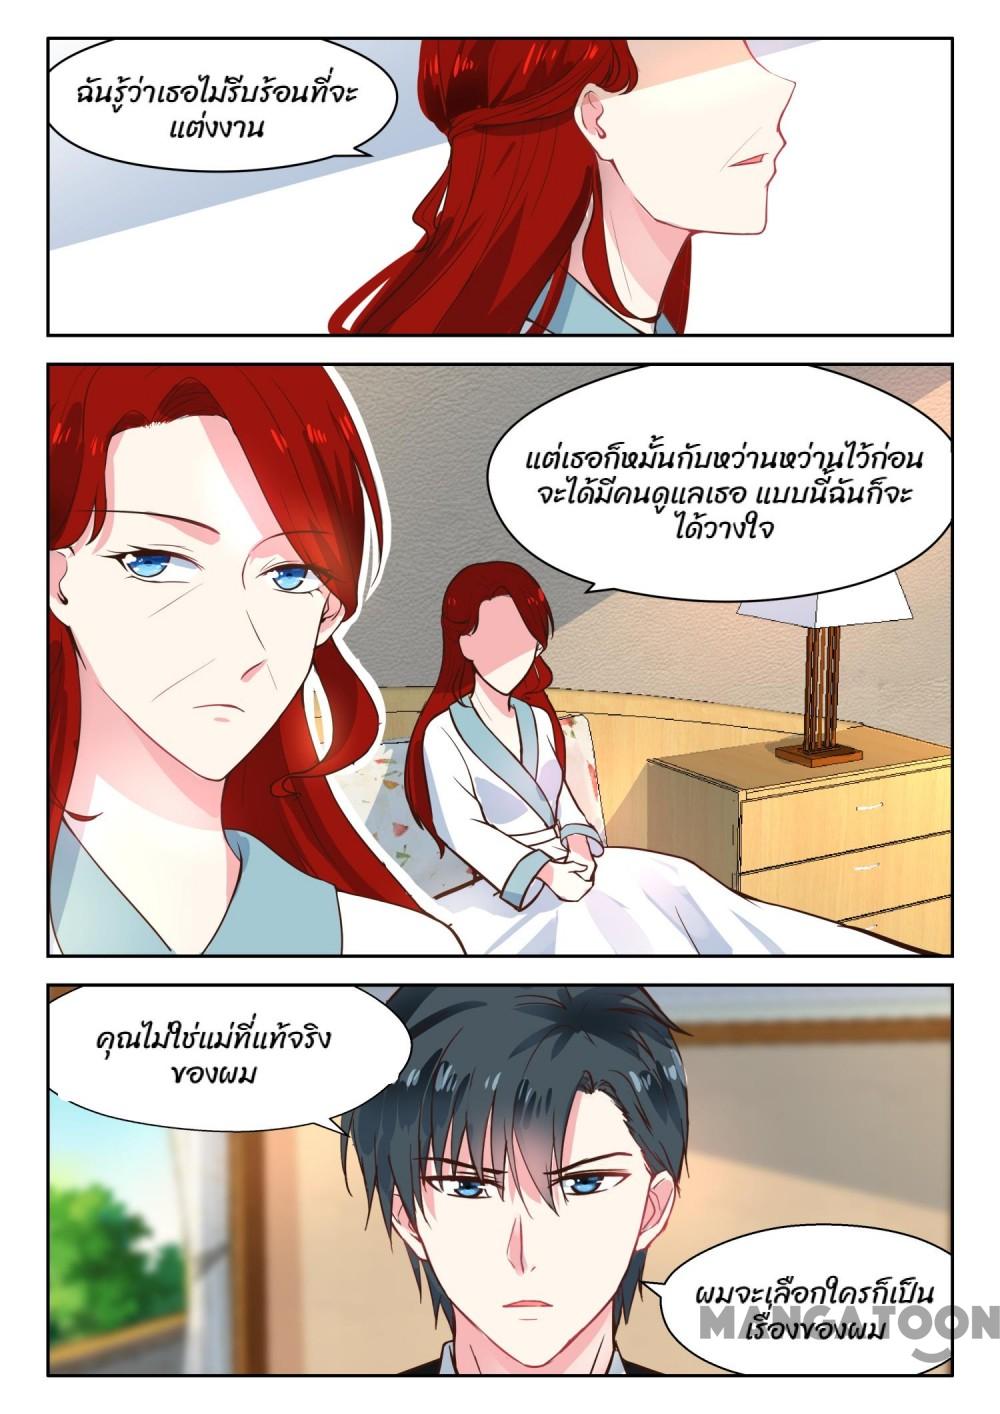 ฉันรู้ว่าเธอไม่รีบร้อนที่จะ
แต่งงาน
แต่เธอก็หมั้นกับหว่านหว่านไว้ก่อน
จะได้มีคนดูแลเธอ แบบนี้ฉันก็จะ
ได้วางใจ
คุณไม่ใช่แม่ที่แท้จริง
ของผม
ผมจะเลือกใครก็เป็น
เรื่องของผม
MANGATOON